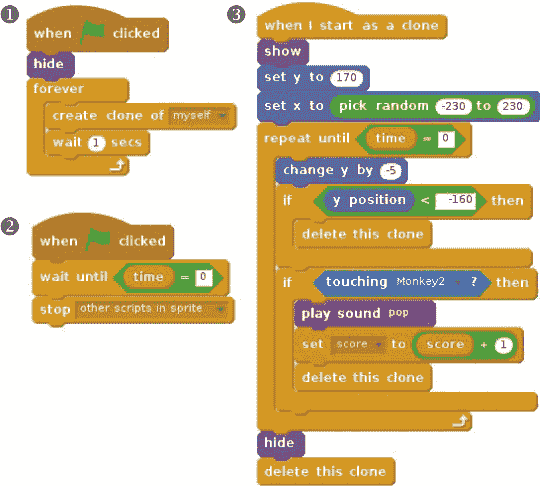 1
when clicked
hide
forever
create clone of myself
wait 1 secs
2
when clicked
wait until time = 0
stop other scripts in sprite
3
when I start as a clone
show
set y to 170
set x to pick random -230 to 230
repeat until time = 0
change y by -5
if y position < -160 then
delete this clone
if touching Monkey2 ? then
play sound pop
set score to score + 1
delete this clone
hide
delete this clone